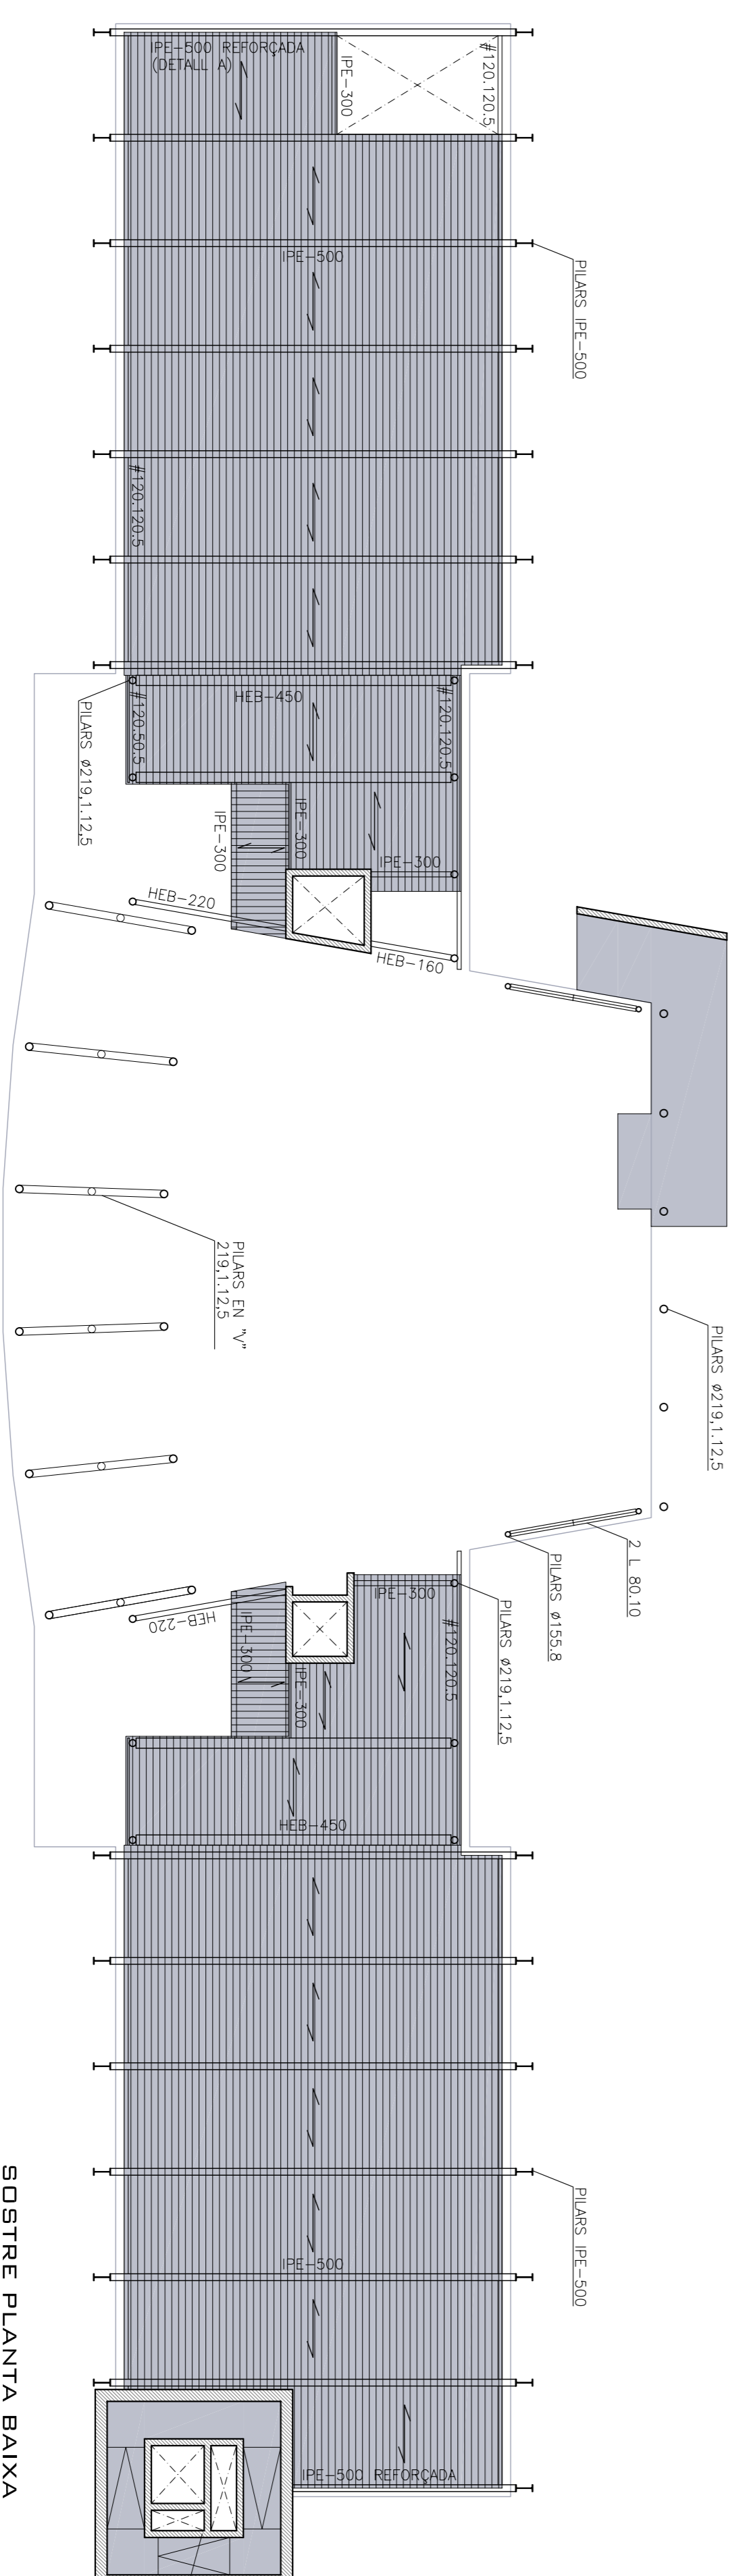 IPE-500 REFORÇADA
(DETALL A)
IPE-300
#120.120.5
IPE-500
PILARS IPE-500
#120.120.5
HEB-450
#120.50.5
#120.120.5
PILARS Ø219,1.12,5
IPE-300
IPE-300
IPE-300
HEB-220
HEB-160
PILARS EN "V"
219,1.12,5
PILARS Ø219,1.12,5
2 L 80.10
PILARS Ø155.8
PILARS Ø219,1.12,5
IPE-300
#120.120.5
HEB-220
IPE-300
IPE-300
HEB-450
PILARS IPE-500
IPE-500
IPE-500 REFORÇADA
SOSTRE PLANTA BAIXA